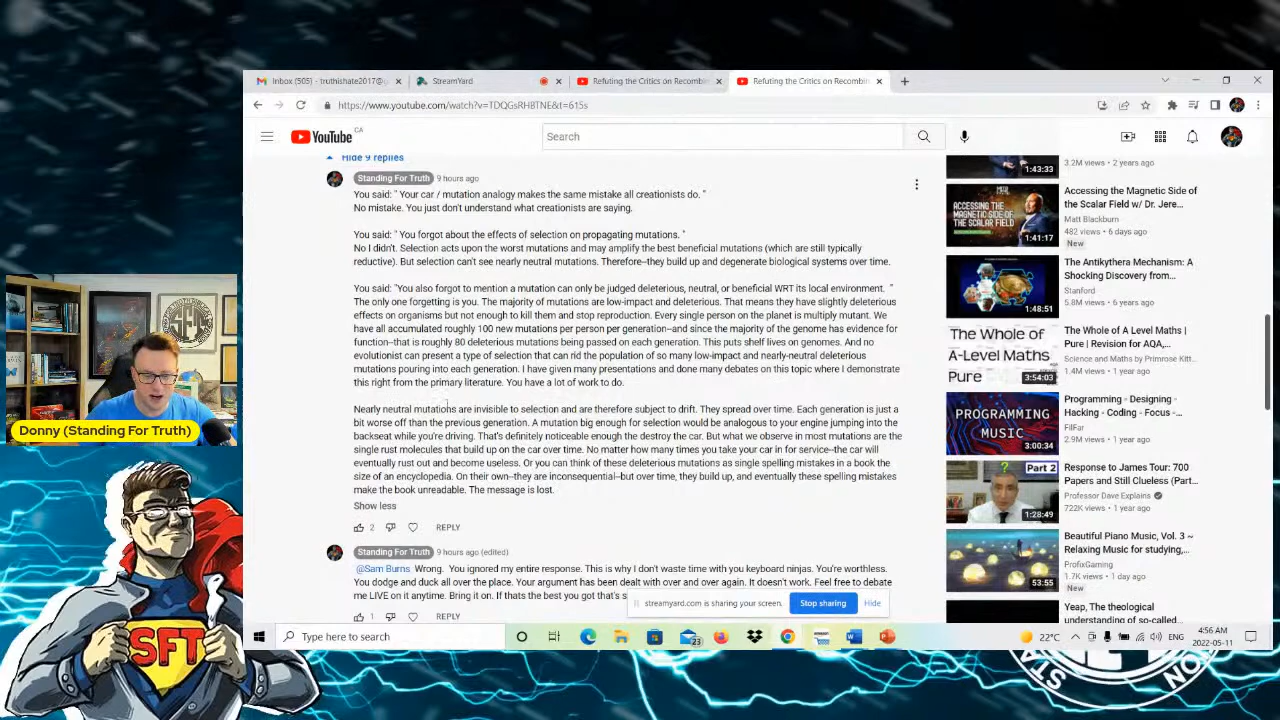 Inbox (505) - truthishate2017@g
StreamYard
Refuting the Critics on Recombin
Refuting the Critics on Recombin
https://www.youtube.com/watch?v=TDQGsRH8TNE&t=615s
YouTube CA
Search
Hide 9 replies
Standing For Truth 9 hours ago
You said: " Your car / mutation analogy makes the same mistake all creationists do. "
No mistake. You just don't understand what creationists are saying.
You said: " You forgot about the effects of selection on propagating mutations. "
No I didn't. Selection acts upon the worst mutations and may amplify the best beneficial mutations (which are still typically
reductive). But selection can't see nearly neutral mutations. Therefore--they build up and degenerate biological systems over time.
You said: "You also forgot to mention a mutation can only be judged deleterious, neutral, or beneficial WRT its local environment. "
The only one forgetting is you. The majority of mutations are low-impact and deleterious. That means they have slightly deleterious
effects on organisms but not enough to kill them and stop reproduction. Every single person on the planet is multiply mutant. We
have all accumulated roughly 100 new mutations per person per generation--and since the majority of the genome has evidence for
function--that is roughly 80 deleterious mutations being passed on each generation. This puts shelf lives on genomes. And no
evolutionist can present a type of selection that can rid the population of so many low-impact and nearly-neutral deleterious
mutations pouring into each generation. I have given many presentations and done many debates on this topic where I demonstrate
this right from the primary literature. You have a lot of work to do.
Nearly neutral mutations are invisible to selection and are therefore subject to drift. They spread over time. Each generation is just a
bit worse off than the previous generation. A mutation big enough for selection would be analogous to your engine jumping into the
backseat while you're driving. That's definitely noticeable enough the destroy the car. But what we observe in most mutations are the
single rust molecules that build up on the car over time. No matter how many times you take your car in for service--the car will
eventually rust out and become useless. Or you can think of these deleterious mutations as single spelling mistakes in a book the
size of an encyclopedia. On their own--they are inconsequential--but over time, they build up, and eventually these spelling mistakes
make the book unreadable. The message is lost.
Show less
2 REPLY
Standing For Truth 9 hours ago (edited)
@Sam Burns Wrong. You ignored my entire response. This is why I don't waste time with you keyboard ninjas. You're worthless.
You dodge and duck all over the place. Your argument has been dealt with over and over again. It doesn't work. Feel free to debate
me LIVE on it anytime. Bring it on. If thats the best you got that's s
1 REPLY
streamyard.com is sharing your screen.
Stop sharing
Hide
1:43:33
3.2M views • 2 years ago
ACCESSING THE
MAGNETIC SIDE
OF THE
SCALAR FIELD
1:41:17
Accessing the Magnetic Side
of the Scalar Field w/ Dr. Jere...
Matt Blackburn
482 views • 6 days ago
New
1:48:51
The Antikythera Mechanism: A
Shocking Discovery from...
Stanford
5.8M views • 6 years ago
The Whole of
A-Level Maths
Pure
3:54:03
The Whole of A Level Maths |
Pure | Revision for AQA,...
Science and Maths by Primrose Kitt...
1.4M views • 1 year ago
PROGRAMMING
MUSIC
3:00:34
Programming - Designing -
Hacking - Coding - Focus -...
FilFar
2.9M views • 1 year ago
Part 2
?
1:28:49
Response to James Tour: 700
Papers and Still Clueless (Part...
Professor Dave Explains
722K views • 1 year ago
53:55
Beautiful Piano Music, Vol. 3 ~
Relaxing Music for studying,...
ProfixGaming
1.7K views • 1 day ago
New
Yeap, The theological
understanding of so-called...
Donny (Standing For Truth)
SFT
SFT
Type here to search
23
22°C
ENG
4:56 AM
2022-05-11